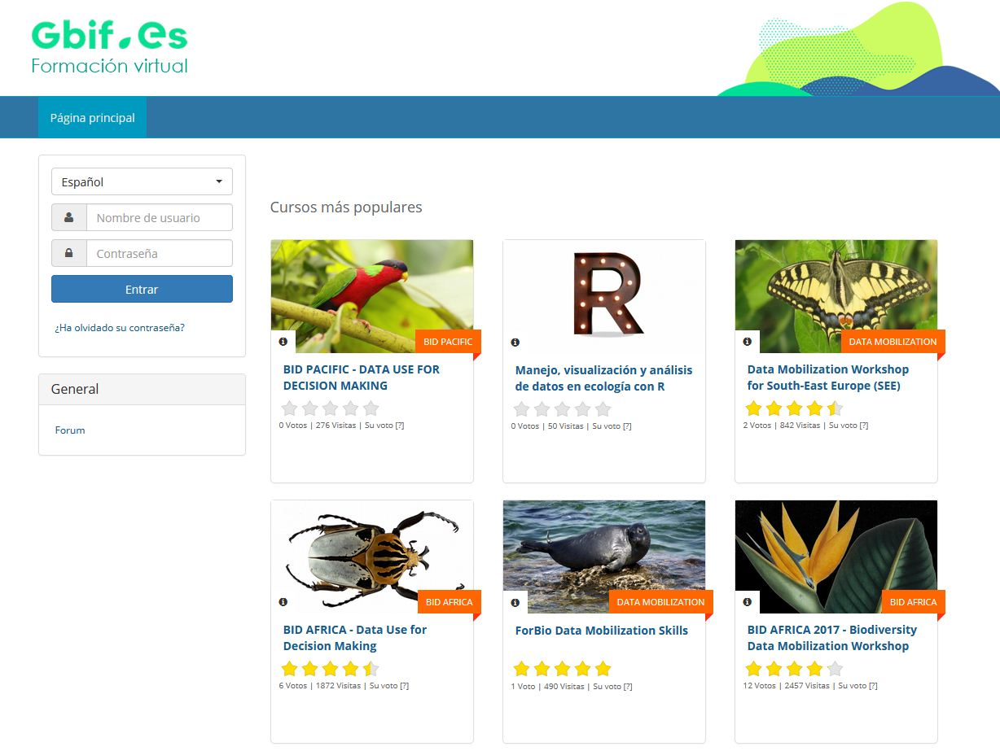 Gbif.es
Formación virtual
Página principal
Español
Nombre de usuario
Contraseña
Entrar
¿Ha olvidado su contraseña?
General
Forum
Cursos más populares
BID PACIFIC
BID PACIFIC - DATA USE FOR
DECISION MAKING
0 Votos | 276 Visitas | Su voto [?]
R
Manejo, visualización y análisis
de datos en ecología con R
0 Votos | 50 Visitas | Su voto [?]
DATA MOBILIZATION
Data Mobilization Workshop
for South-East Europe (SEE)
2 Votos | 842 Visitas | Su voto [?]
BID AFRICA
BID AFRICA - Data Use for
Decision Making
6 Votos | 1872 Visitas | Su voto [?]
DATA MOBILIZATION
ForBio Data Mobilization Skills
1 Voto | 490 Visitas | Su voto [?]
BID AFRICA
BID AFRICA 2017 - Biodiversity
Data Mobilization Workshop
12 Votos | 2457 Visitas | Su voto [?]